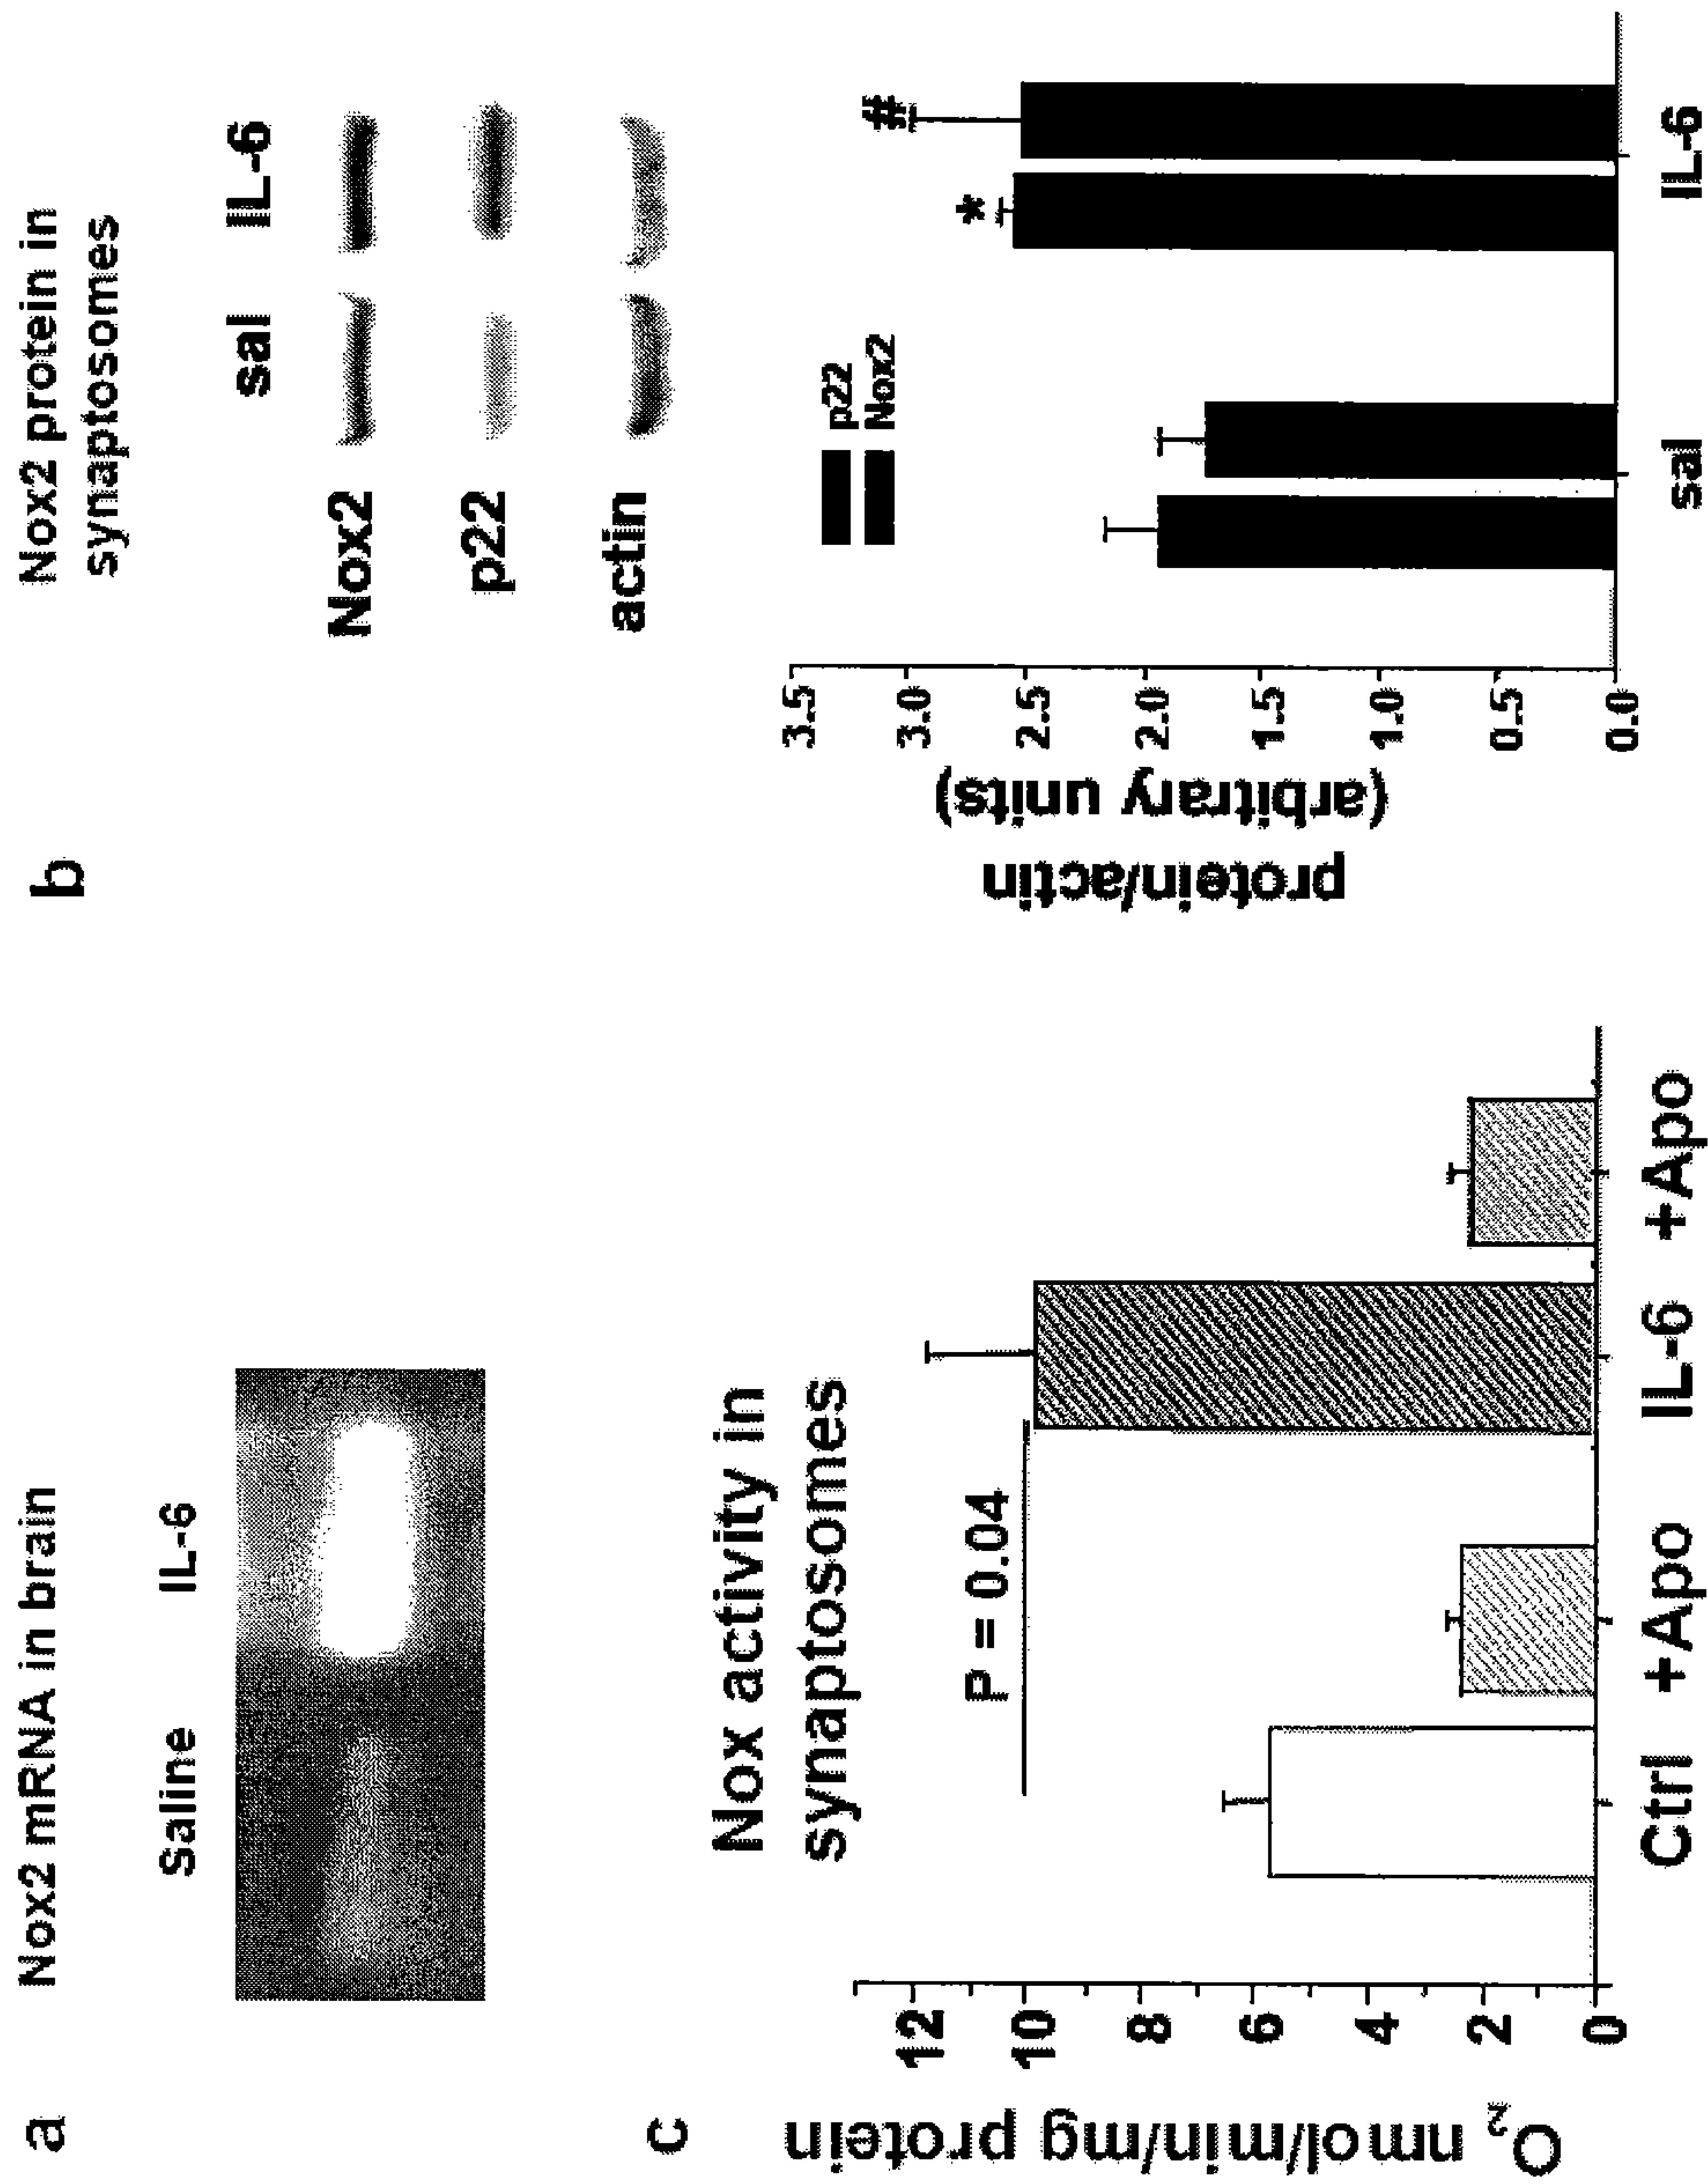 a
Nox2 mRNA in brain
Saline IL-6
b
Nox2 protein in
synaptosomes
sal IL-6
Nox2
p22
actin
protein/actin
(arbitrary units)
3.5
3.0
2.5
2.0
1.5
1.0
0.5
0.0
p22
Nox2
*
#
sal IL-6
c
Nox activity in
synaptosomes
O2 nmol/min/mg protein
12
10
8
6
4
2
0
P = 0.04
Ctrl +Apo IL-6 +Apo